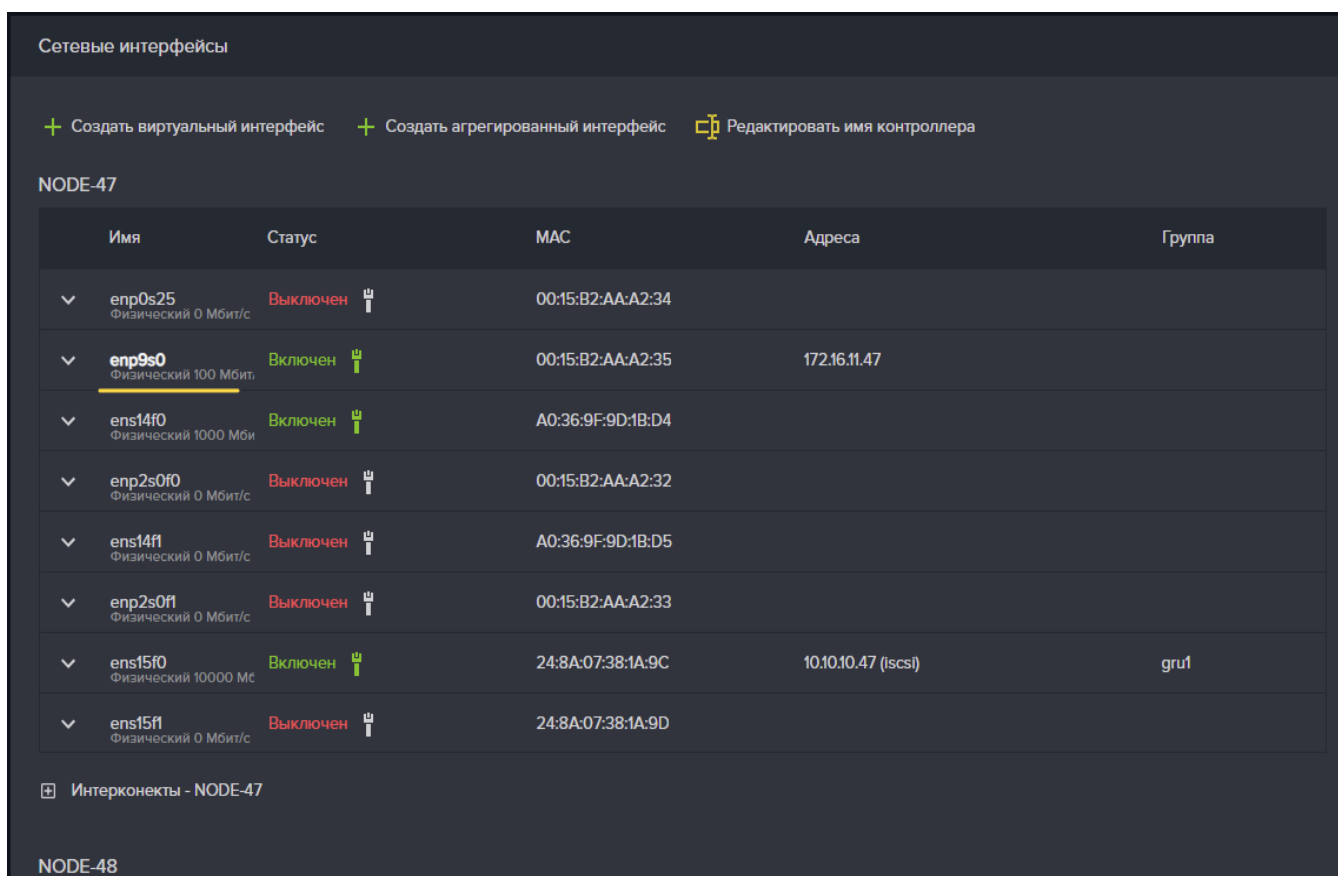 Сетевые интерфейсы
Создать виртуальный интерфейс Создать агрегированный интерфейс Редактировать имя контроллера
NODE-47
Имя Статус MAC Адреса Группа
enp0s25 Выключен 00:15:B2:AA:A2:34
Физический 0 Мбит/с
enp9s0 Включен 00:15:B2:AA:A2:35 172.16.11.47
Физический 100 Мбит/
ens14f0 Включен A0:36:9F:9D:1B:D4
Физический 1000 Мби
enp2s0f0 Выключен 00:15:B2:AA:A2:32
Физический 0 Мбит/с
ens14f1 Выключен A0:36:9F:9D:1B:D5
Физический 0 Мбит/с
enp2s0f1 Выключен 00:15:B2:AA:A2:33
Физический 0 Мбит/с
ens15f0 Включен 24:8A:07:38:1A:9C 10.10.10.47 (iscsi) gru1
Физический 10000 Мб
ens15f1 Выключен 24:8A:07:38:1A:9D
Физический 0 Мбит/с
Интерконекты - NODE-47
NODE-48